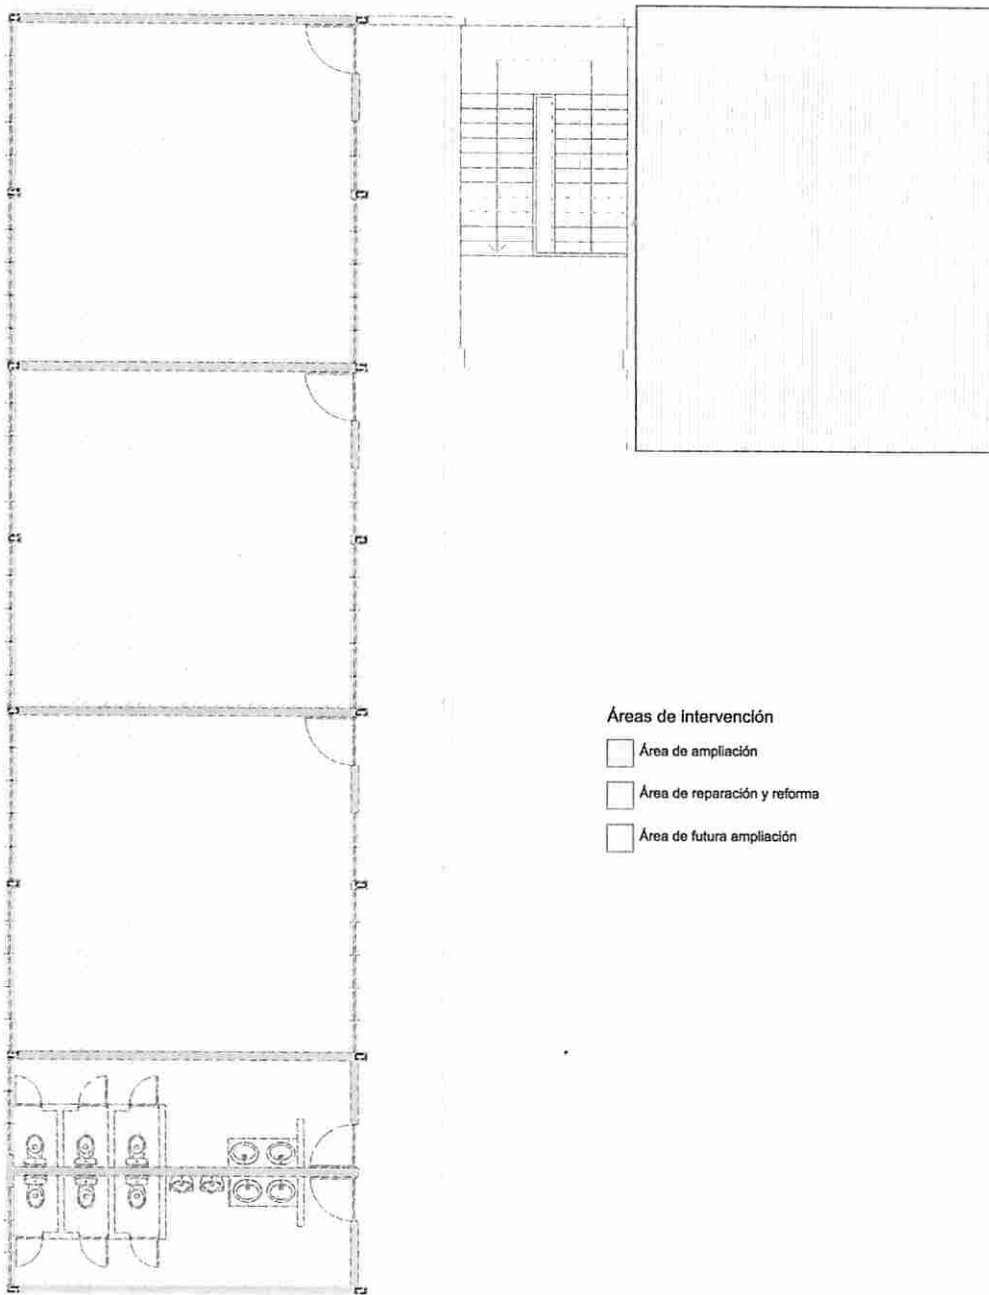 Áreas de intervención
Área de ampliación
Área de reparación y reforma
Área de futura ampliación